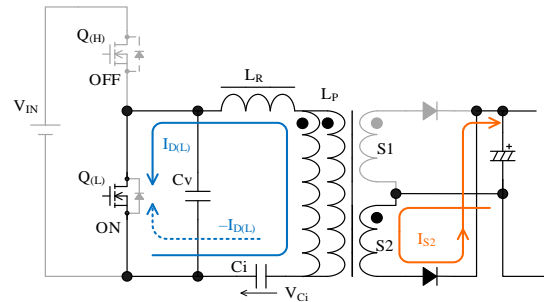 Q(H)
OFF
VIN
LR
LP
ID(L)
S1
Q(L)
Cv
ON
–ID(L)
S2
IS2
Ci
VCi
+